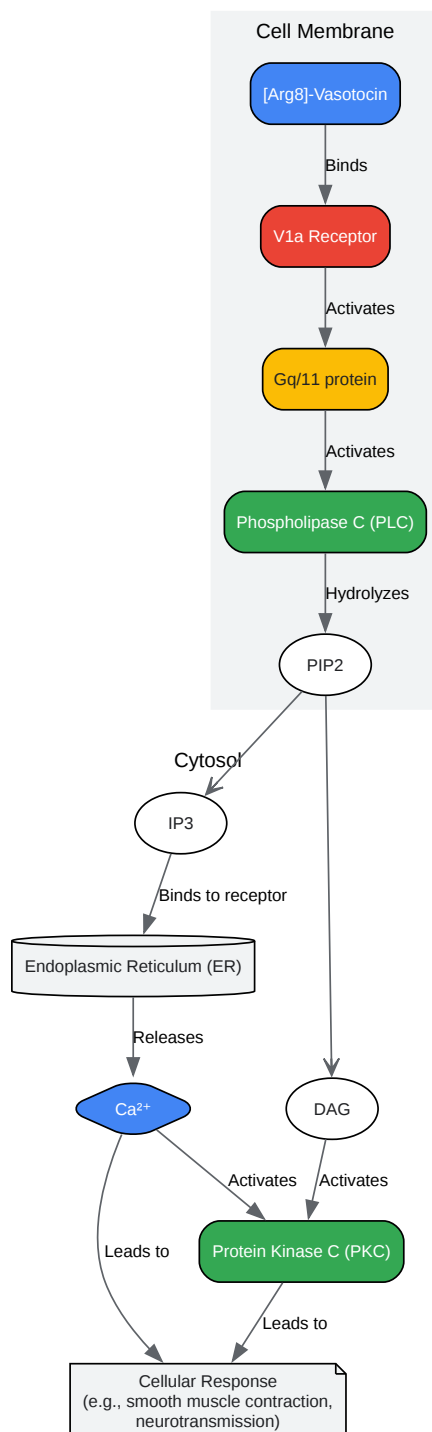 Cell Membrane
[Arg8]-Vasotocin
Binds
V1a Receptor
Activates
Gq/11 protein
Activates
Phospholipase C (PLC)
Hydrolyzes
PIP2
Cytosol
IP3
Binds to receptor
Endoplasmic Reticulum (ER)
Releases
Ca²⁺
DAG
Activates
Activates
Protein Kinase C (PKC)
Leads to
Leads to
Cellular Response
(e.g., smooth muscle contraction,
neurotransmission)